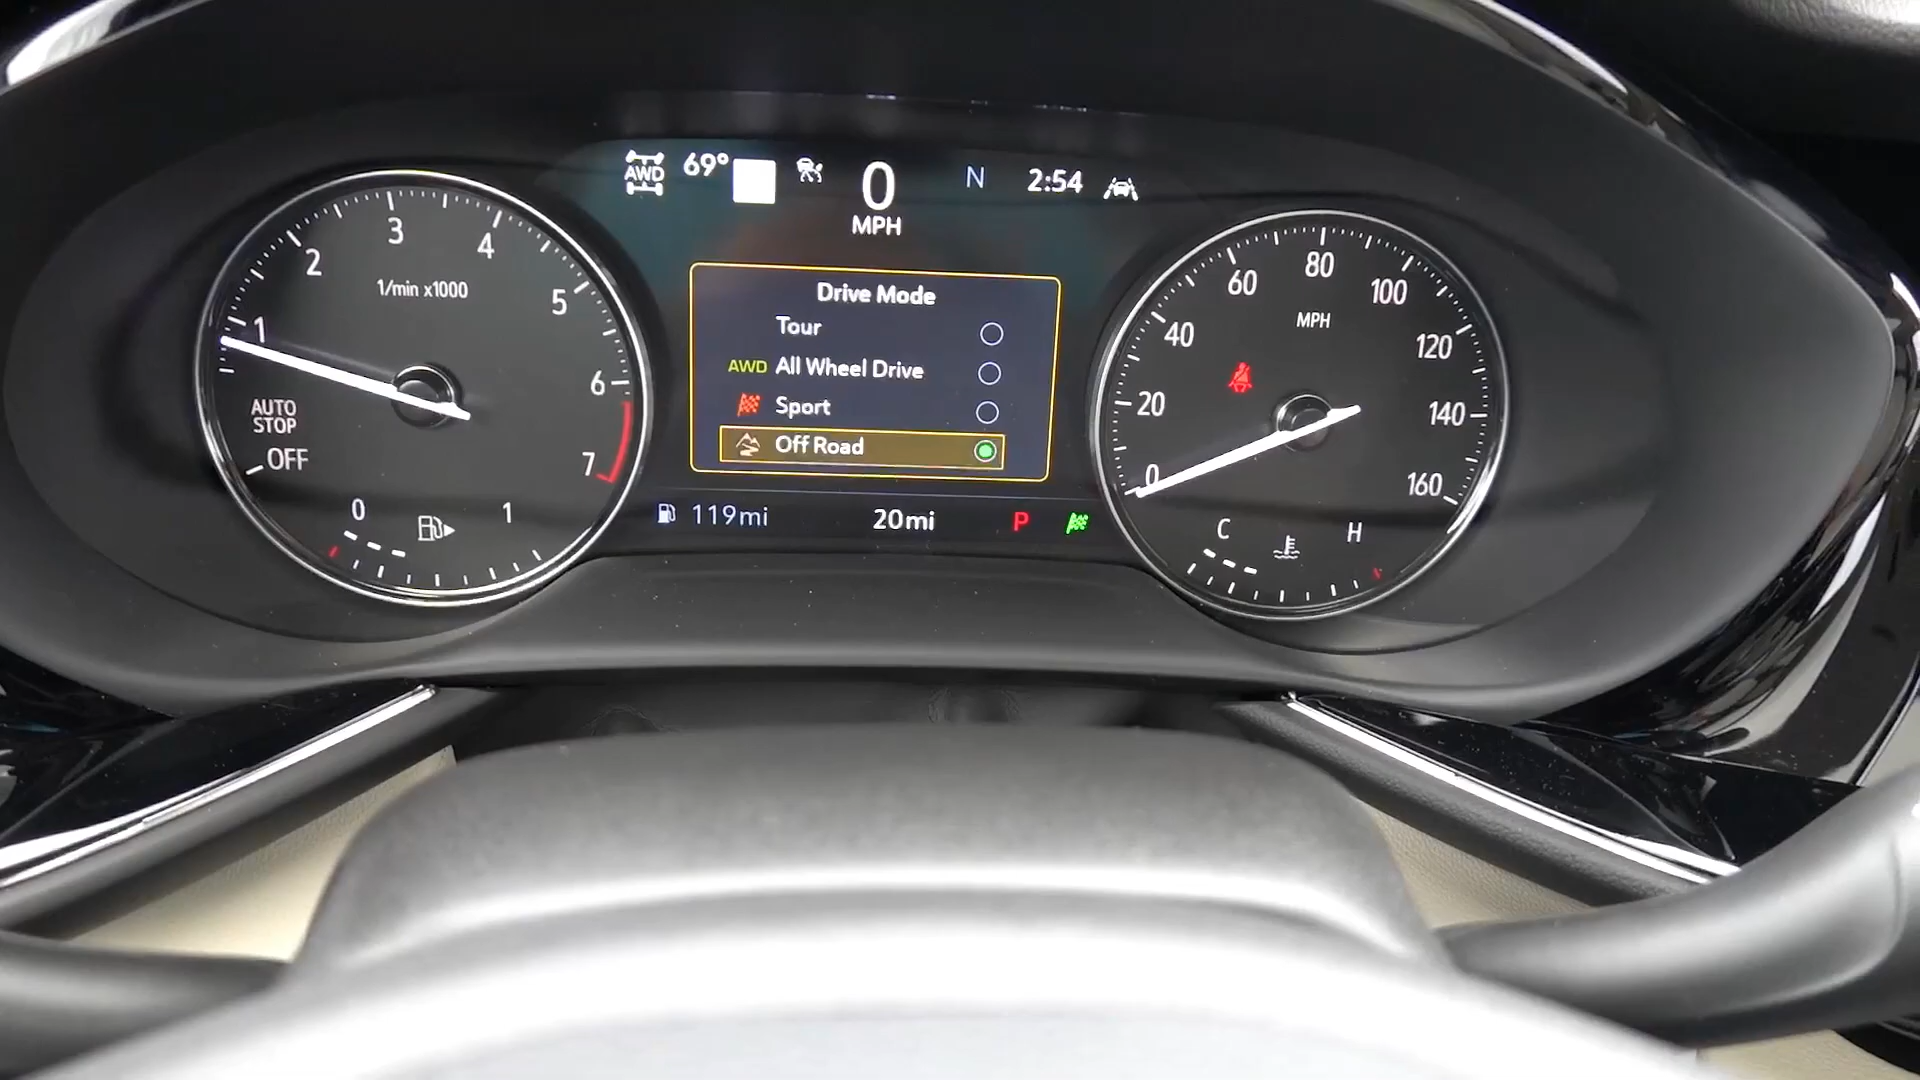 AWD 69° 0 N 2:54
MPH
1/min x1000
1
2
3
4
5
6
7
AUTO
STOP
OFF
0 1
Drive Mode
Tour
AWD All Wheel Drive
Sport
Off Road
119mi 20mi P
MPH
0
20
40
60
80
100
120
140
160
C H